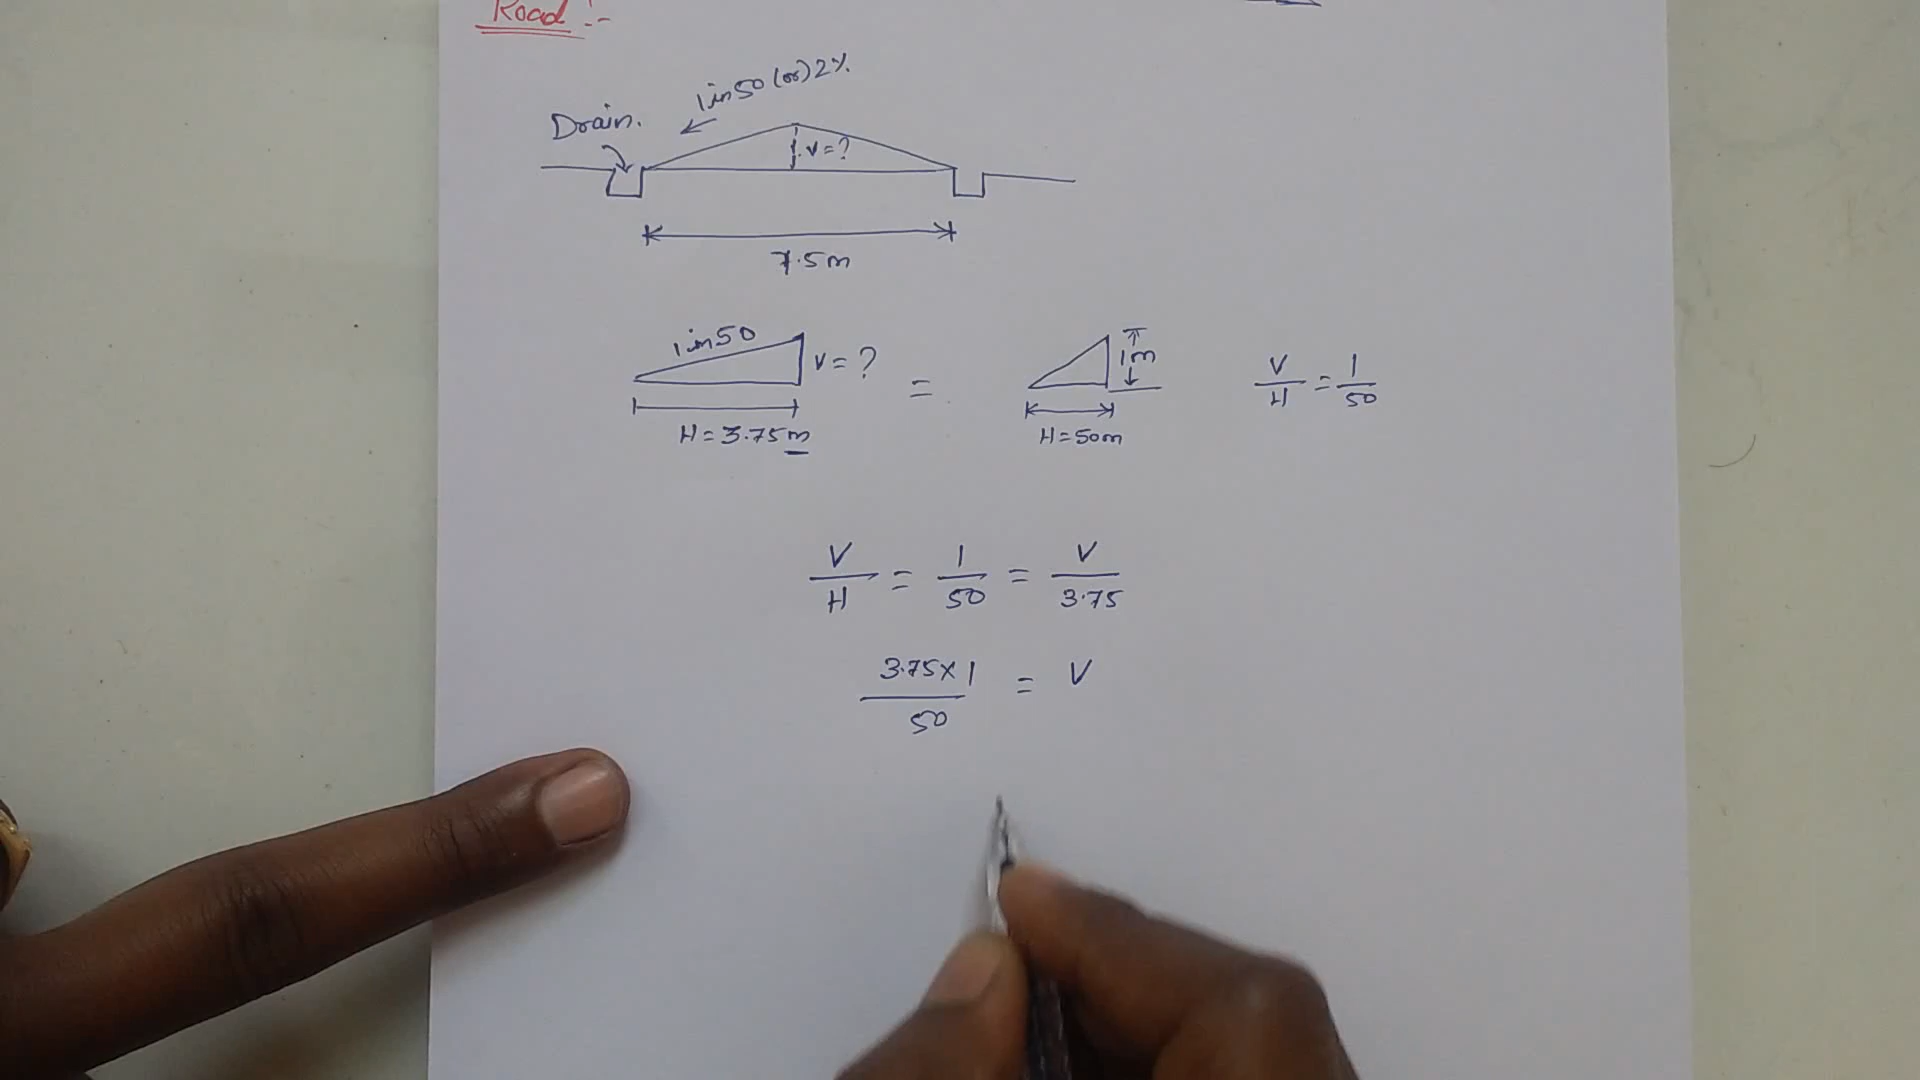 Road :-
1 in 50 (or) 2%
Drain.
V = ?
7.5m
1 in 50
V = ?
=
1m
V/H = 1/50
H = 3.75m
H = 50m
V/H = 1/50 = V/3.75
3.75 x 1/50 = V